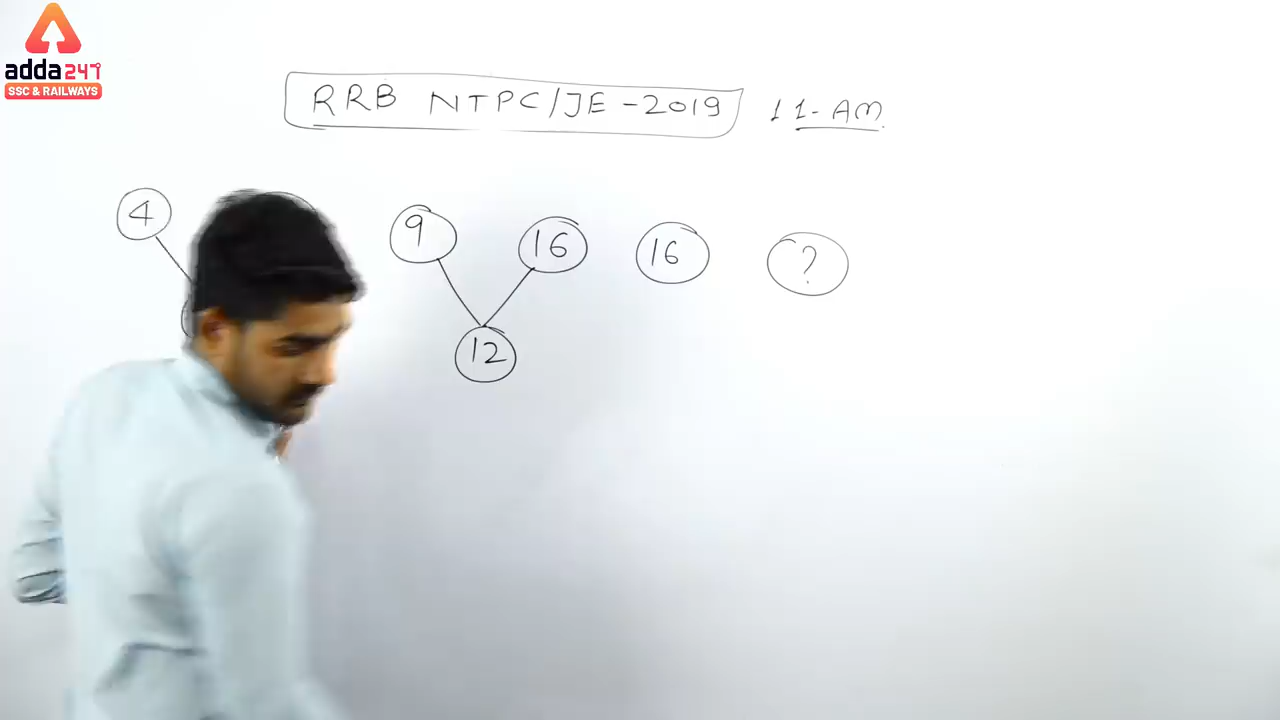 adda247
SSC & RAILWAYS
RRB NTPC/JE-2019 11-AM
4 9 16 16 ?
12